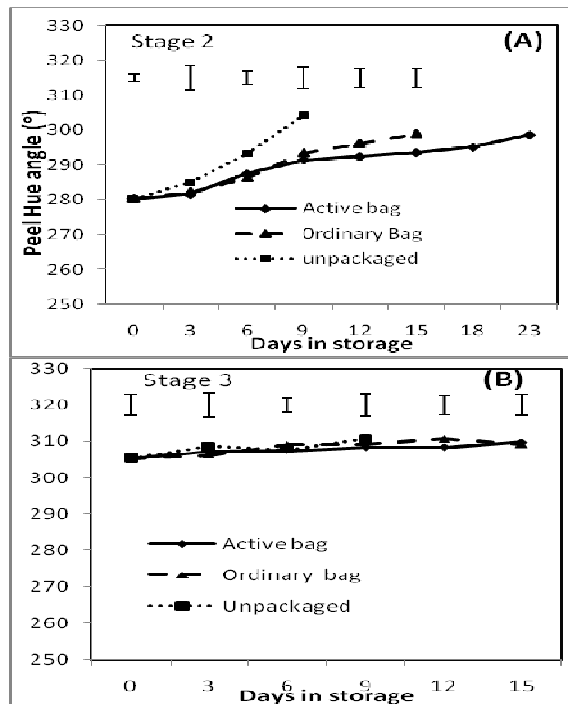 Stage 2 (A)
Peel Hue angle (º)
330
320
310
300
290
280
270
260
250
Active bag
Ordinary Bag
unpackaged
0 3 6 9 12 15 18 23
Days in storage
Stage 3 (B)
330
320
310
300
290
280
270
260
250
Active bag
Ordinary bag
Unpackaged
0 3 6 9 12 15
Days in storage